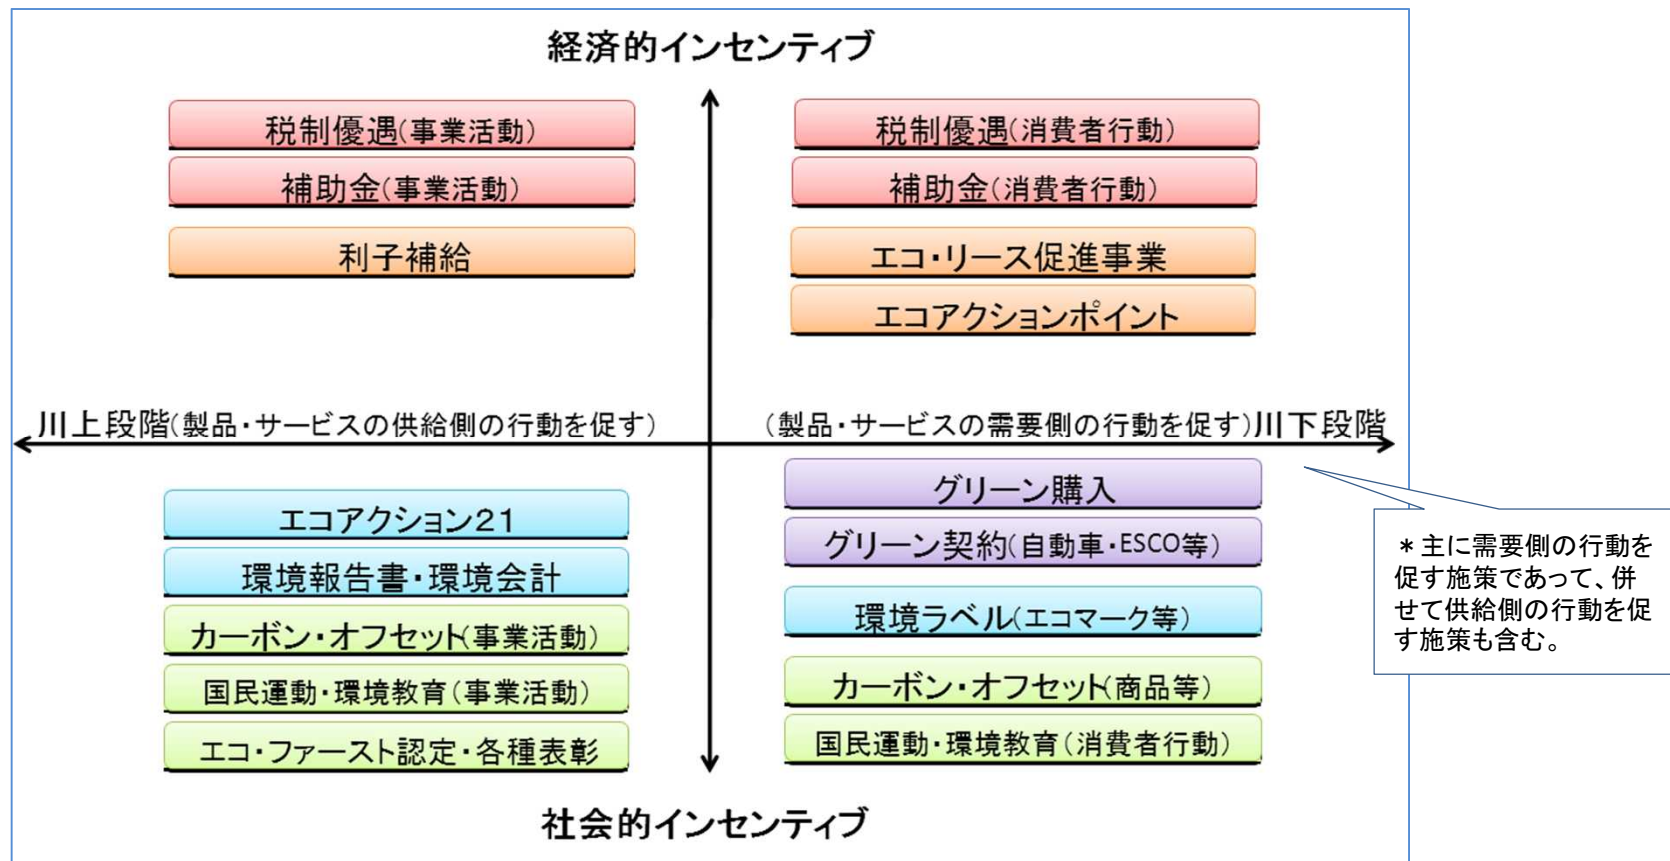 経済的インセンティブ
税制優遇(事業活動)
補助金(事業活動)
利子補給
税制優遇(消費者行動)
補助金(消費者行動)
エコ・リース促進事業
エコアクションポイント
川上段階(製品・サービスの供給側の行動を促す)
(製品・サービスの需要側の行動を促す)川下段階
エコアクション21
環境報告書・環境会計
カーボン・オフセット(事業活動)
国民運動・環境教育(事業活動)
エコ・ファースト認定・各種表彰
グリーン購入
グリーン契約(自動車・ESCO等)
環境ラベル(エコマーク等)
カーボン・オフセット(商品等)
国民運動・環境教育(消費者行動)
社会的インセンティブ
＊主に需要側の行動を
促す施策であって、併
せて供給側の行動を促
す施策も含む。